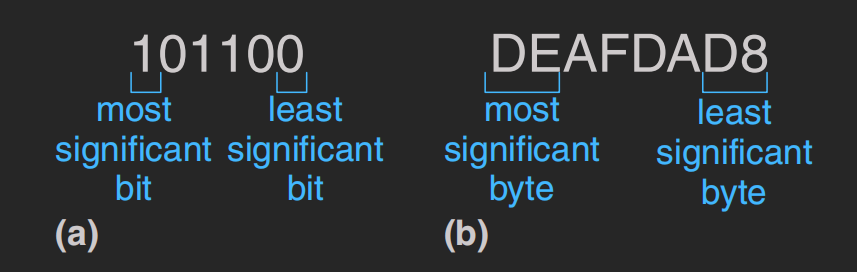 101100
most
significant
bit
least
significant
bit
(a)
DEAFDAD8
most
significant
byte
least
significant
byte
(b)